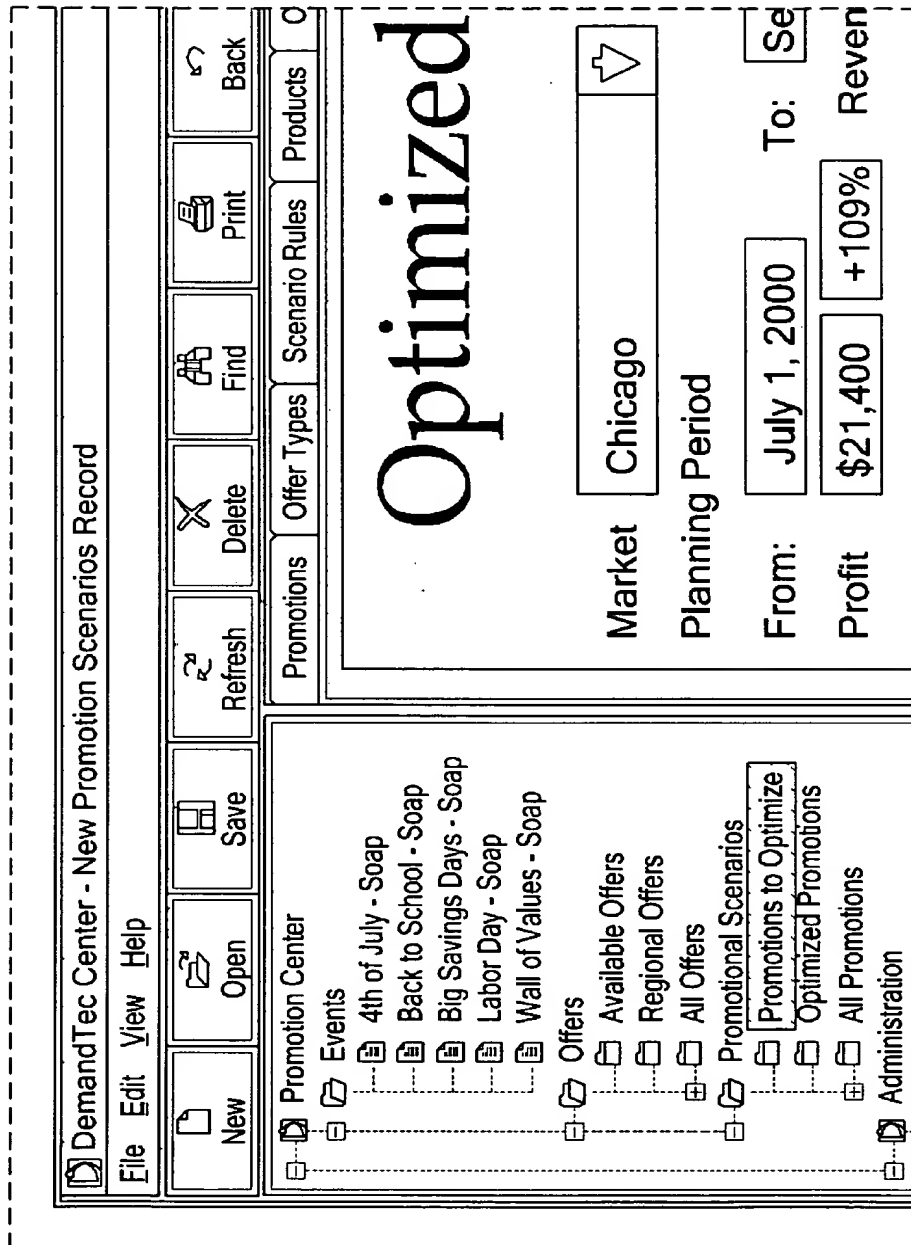 DemandTec Center - New Promotion Scenarios Record
File Edit View Help
New Open Save Refresh Delete Find Print Back
Promotion Center
Events
4th of July - Soap
Back to School - Soap
Big Savings Days - Soap
Labor Day - Soap
Wall of Values - Soap
Offers
Available Offers
Regional Offers
All Offers
Promotional Scenarios
Promotions to Optimize
Optimized Promotions
All Promotions
Administration
Promotions Offer Types Scenario Rules Products O
Optimized
Market Chicago
Planning Period
From: July 1, 2000 To: Se
Profit $21,400 +109% Reven